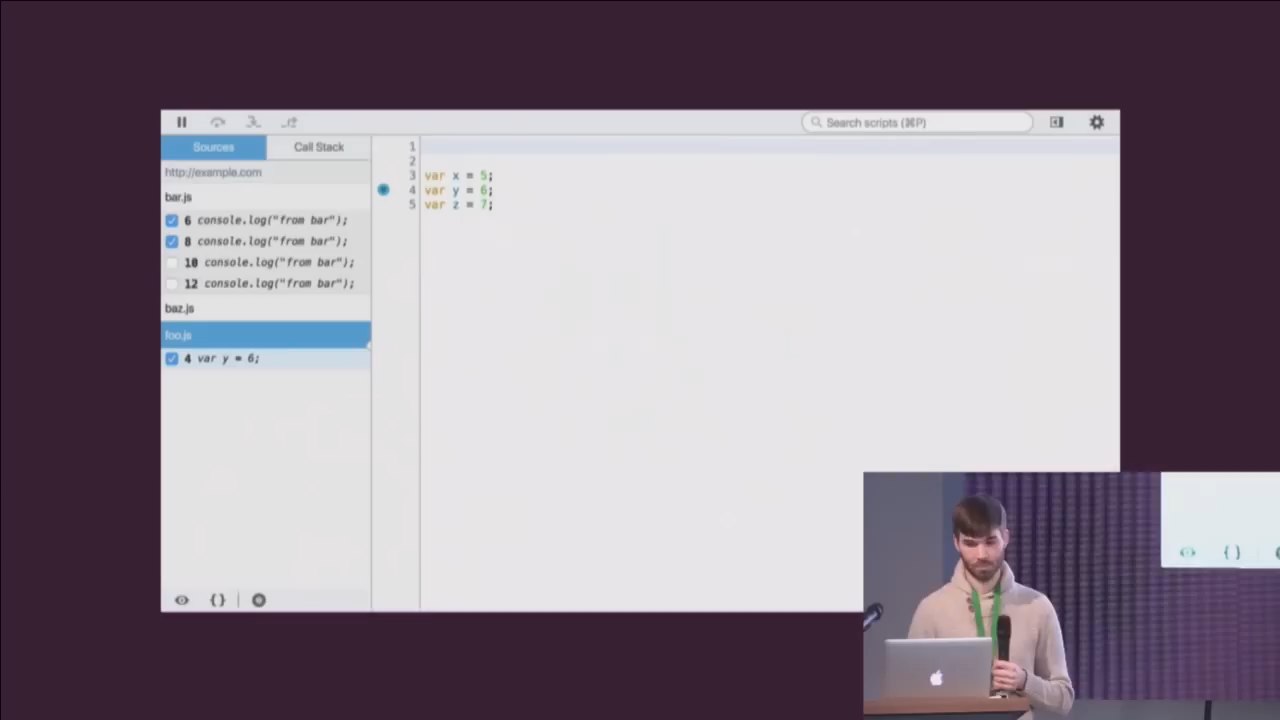 Search scripts (⌘P)
Sources
Call Stack
http://example.com
bar.js
6 console.log("from bar");
8 console.log("from bar");
10 console.log("from bar");
12 console.log("from bar");
baz.js
foo.js
4 var y = 6;
{}
1
2
3 var x = 5;
4 var y = 6;
5 var z = 7;
{}